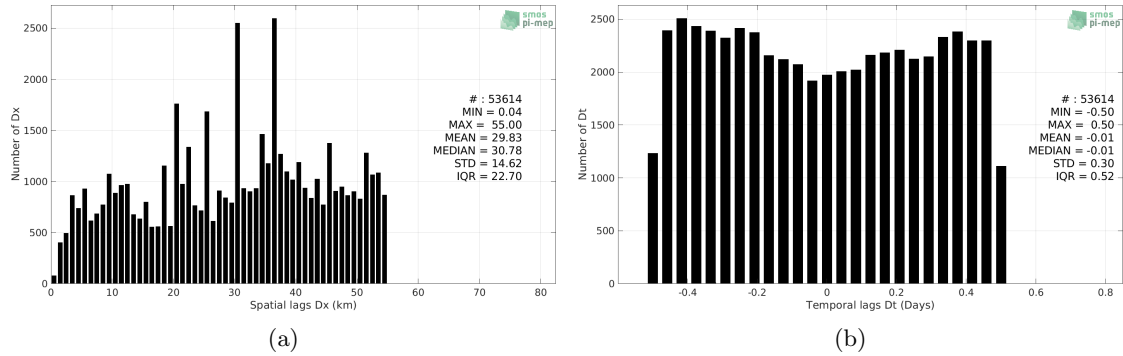 smos
pi-mep
2500
2000
1500
1000
500
0
Number of Dx
# : 53614
MIN = 0.04
MAX = 55.00
MEAN = 29.83
MEDIAN = 30.78
STD = 14.62
IQR = 22.70
0 10 20 30 40 50 60 70 80
Spatial lags Dx (km)
(a)
smos
pi-mep
2500
2000
1500
1000
500
0
Number of Dt
# : 53614
MIN = -0.50
MAX = 0.50
MEAN = -0.01
MEDIAN = -0.01
STD = 0.30
IQR = 0.52
-0.4 -0.2 0 0.2 0.4 0.6 0.8
Temporal lags Dt (Days)
(b)